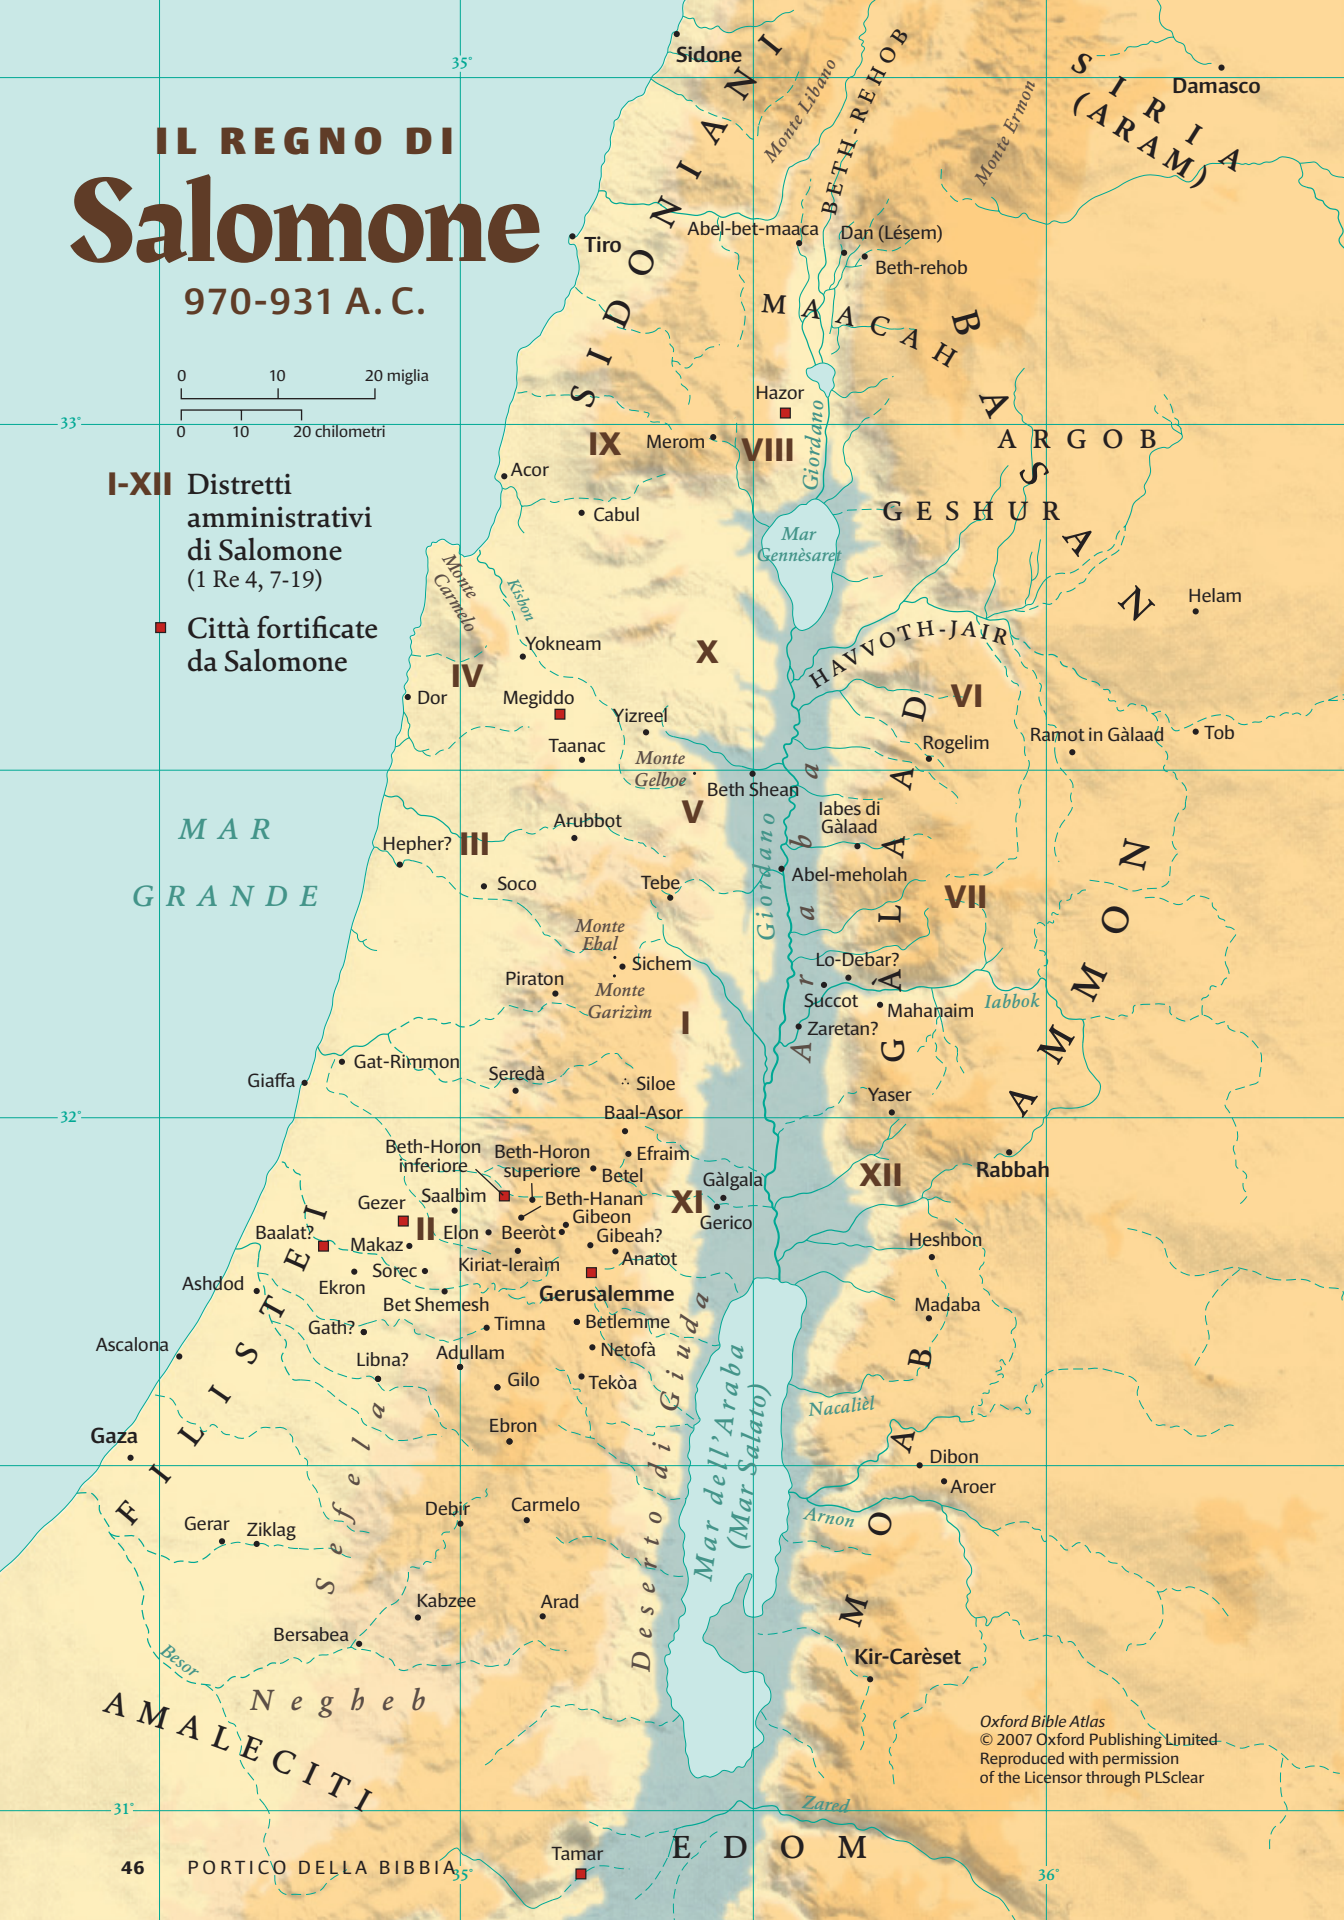 IL REGNO DI
Salomone
970-931 A. C.
0 10 20 miglia
0 10 20 chilometri
I-XII Distretti
amministrativi
di Salomone
(1 Re 4, 7-19)
Città fortificate
da Salomone
35°
33°
32°
31°
35°
36°
MAR
GRANDE
Sidone
SIDONIANI
Monte Libano
BETH-REHOB
Monte Ermon
SIRIA
(ARAM)
Damasco
Tiro
Abel-bet-maaca
Dan (Lésem)
Beth-rehob
MAACAH
BASAN
Hazor
Giordano
ARGOB
IX
Merom
VIII
Acor
Cabul
GESHUR
Mar
Gennèsaret
Monte
Carmelo
Kishon
Helam
Yokneam
X
HAVVOTH-JAIR
IV
Dor
Megiddo
VI
Yizreel
Taanac
Rogelim
Ramot in Gàlaad
Tob
Monte
Gelboe
Beth Shean
V
Iabes di
Gàlaad
Arubbot
Hepher?
III
Giordano
Araba
GÀLAAD
Soco
Tebe
Abel-meholah
VII
AMMON
Monte
Ebal
Sichem
Piraton
Monte
Garizìm
Lo-Debar?
Succot
Mahanaim
Iabbok
I
Zaretan?
Gat-Rimmon
Giaffa
Seredà
Siloe
Yaser
Baal-Asor
Efraim
Beth-Horon
inferiore
Beth-Horon
superiore
Betel
Rabbah
XII
Gàlgala
XI
Gerico
Saalbìm
Beth-Hanan
Gezer
Gibeon
II
Elon
Beeròt
Gibeah?
Baalat?
Makaz
Anatot
Heshbon
Kiriat-Ieraìm
Sorec
Ekron
Ashdod
Gerusalemme
Bet Shemesh
Madaba
FILISTEI
Gath?
Timna
Betlemme
Ascalona
Netofà
Libna?
Adullam
Gilo
Tekòa
MOAB
Nacalièl
Sefela
Ebron
Gaza
Deserto di Giuda
Mar dell'Araba
(Mar Salato)
Dibon
Aroer
Debir
Carmelo
Arnon
Gerar
Ziklag
Kabzee
Arad
Bersabea
Besor
Kir-Carèset
Negheb
AMALECITI
Oxford Bible Atlas
© 2007 Oxford Publishing Limited
Reproduced with permission
of the Licensor through PLSclear
Zared
EDOM
Tamar
46 PORTICO DELLA BIBBIA